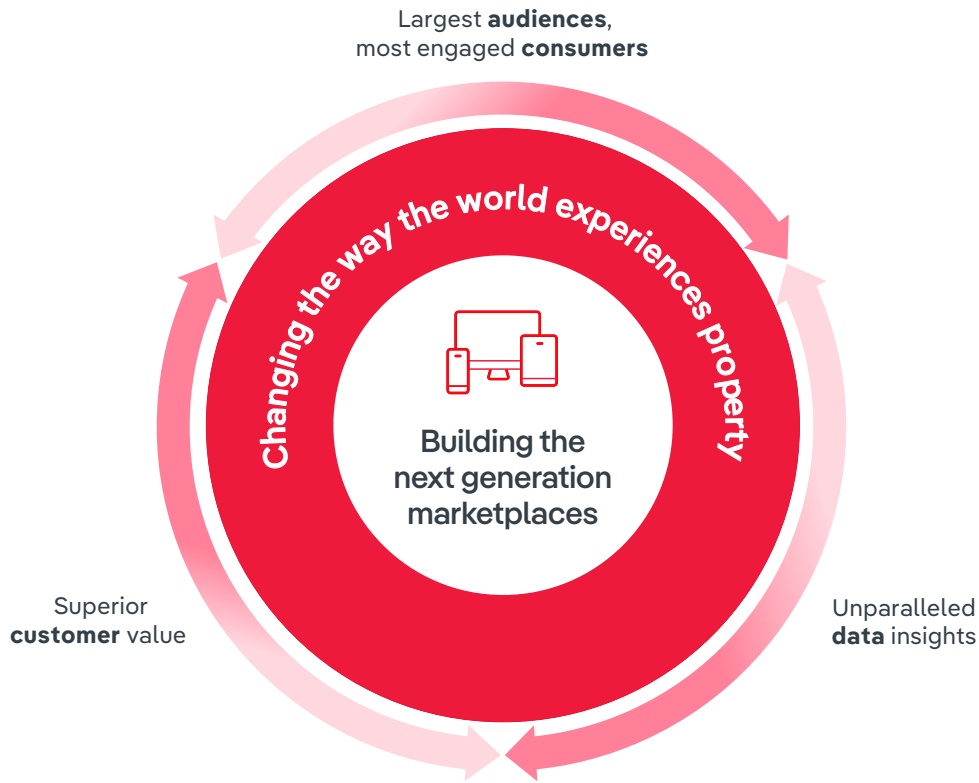 Largest audiences,
most engaged consumers
Changing the way the world experiences property
Building the
next generation
marketplaces
Superior
customer value
Unparalleled
data insights